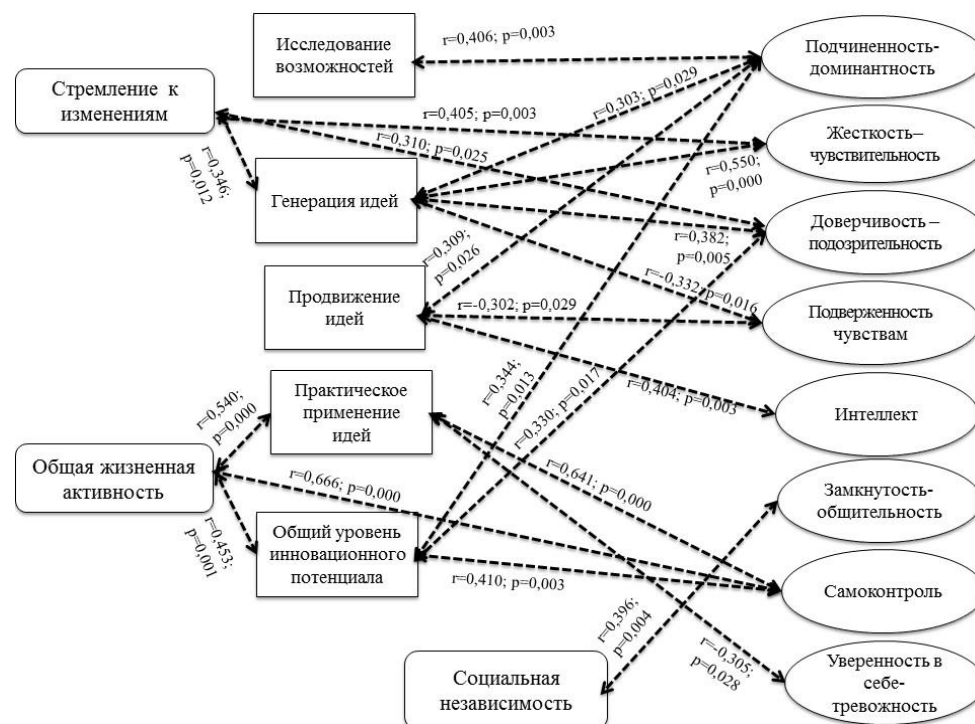 Исследование
возможностей
r=0,406; p=0,003
Подчиненность-
доминантность
Стремление к
изменениям
r=0,303; p=0,029
r=0,405; p=0,003
Жесткость–
чувствительность
r=0,310; p=0,025
r=0,550;
p=0,000
r=0,346;
p=0,012
Генерация идей
Доверчивость –
подозрительность
r=0,382;
p=0,005
r=0,309;
p=0,026
r=-0,332; p=0,016
Продвижение
идей
r=-0,302; p=0,029
Подверженность
чувствам
r=0,344;
p=0,013
r=0,330; p=0,017
r=0,404; p=0,003
Интеллект
Практическое
применение
идей
r=0,540;
p=0,000
Общая жизненная
активность
r=0,666; p=0,000
r=0,641; p=0,000
Замкнутость-
общительность
r=0,453;
p=0,001
Общий уровень
инновационного
потенциала
r=0,410; p=0,003
Самоконтроль
r=0,396;
p=0,004
r=-0,305;
p=0,028
Социальная
независимость
Уверенность в
себе-
тревожность